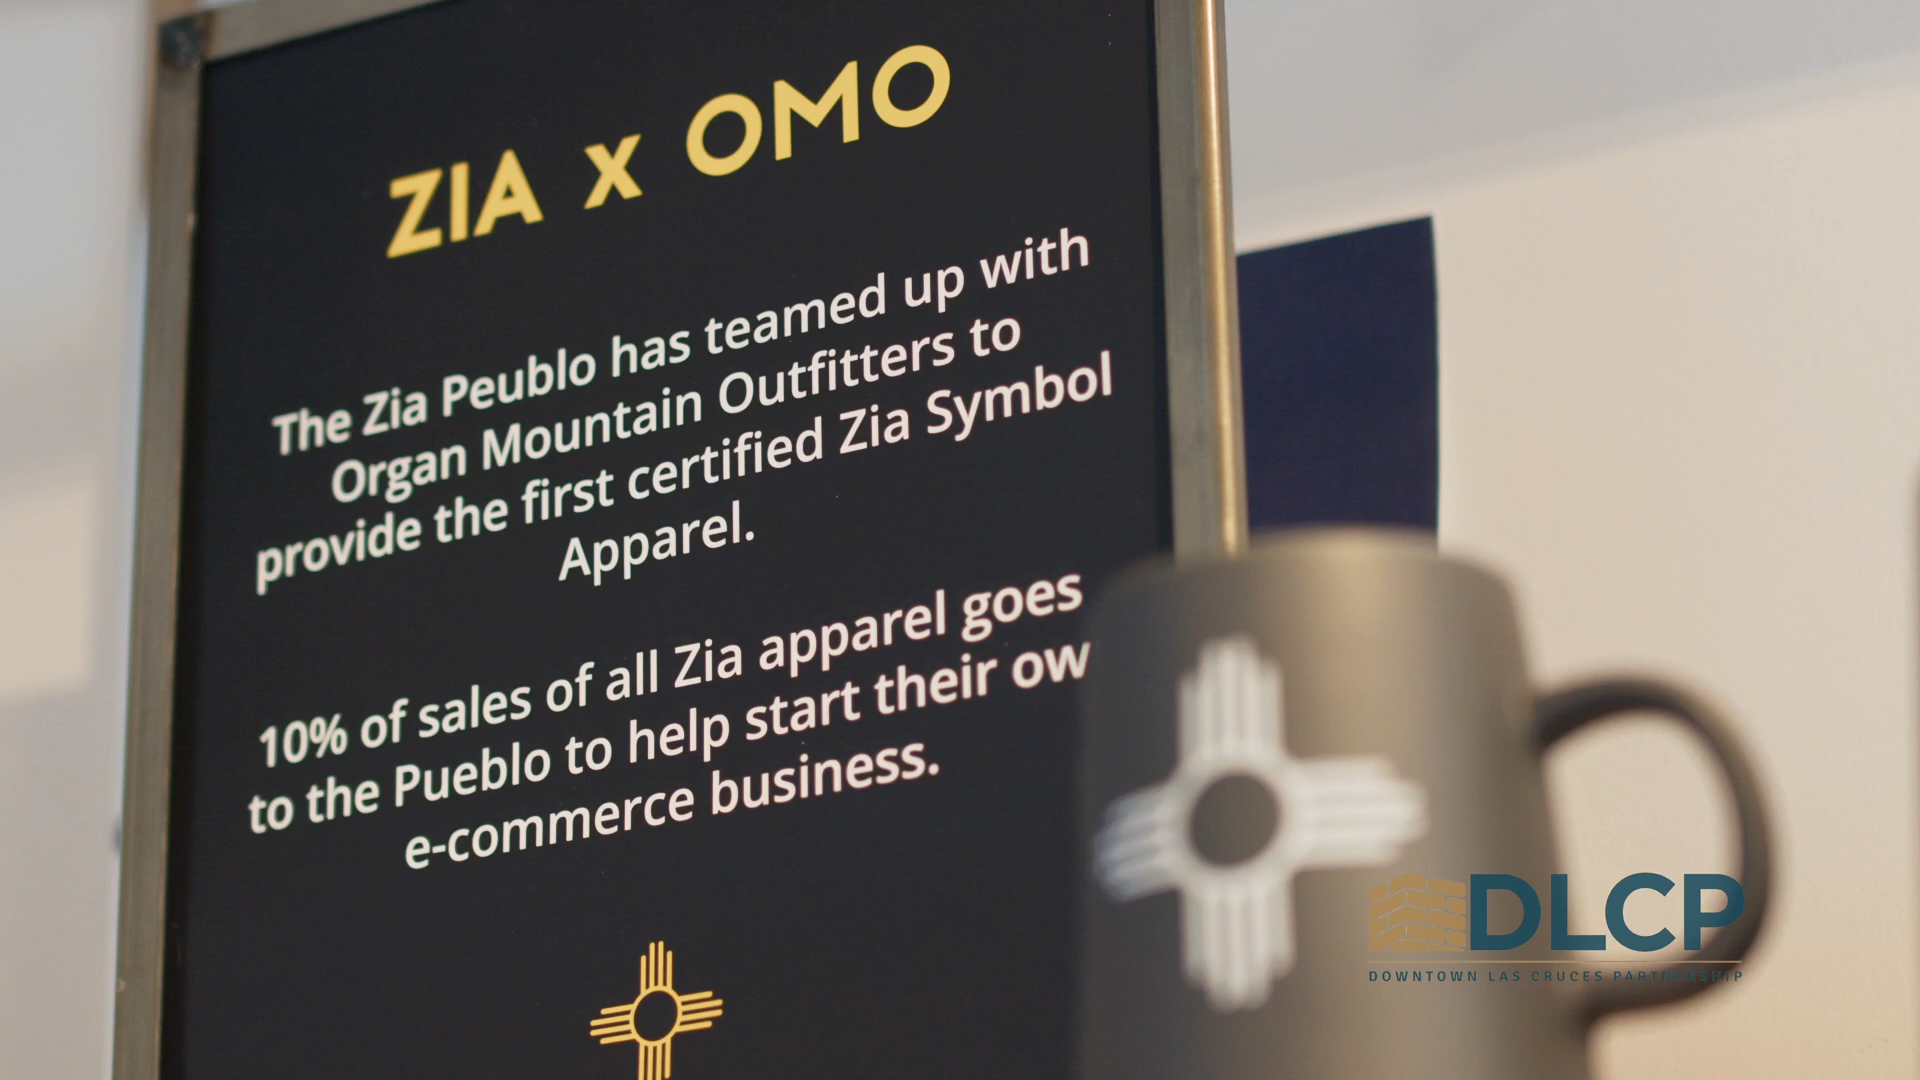 ZIA x OMO
The Zia Peublo has teamed up with
Organ Mountain Outfitters to
provide the first certified Zia Symbol
Apparel.
10% of sales of all Zia apparel goes
to the Pueblo to help start their ow
e-commerce business.
DLCP
DOWNTOWN LAS CRUCES PARTNERSHIP